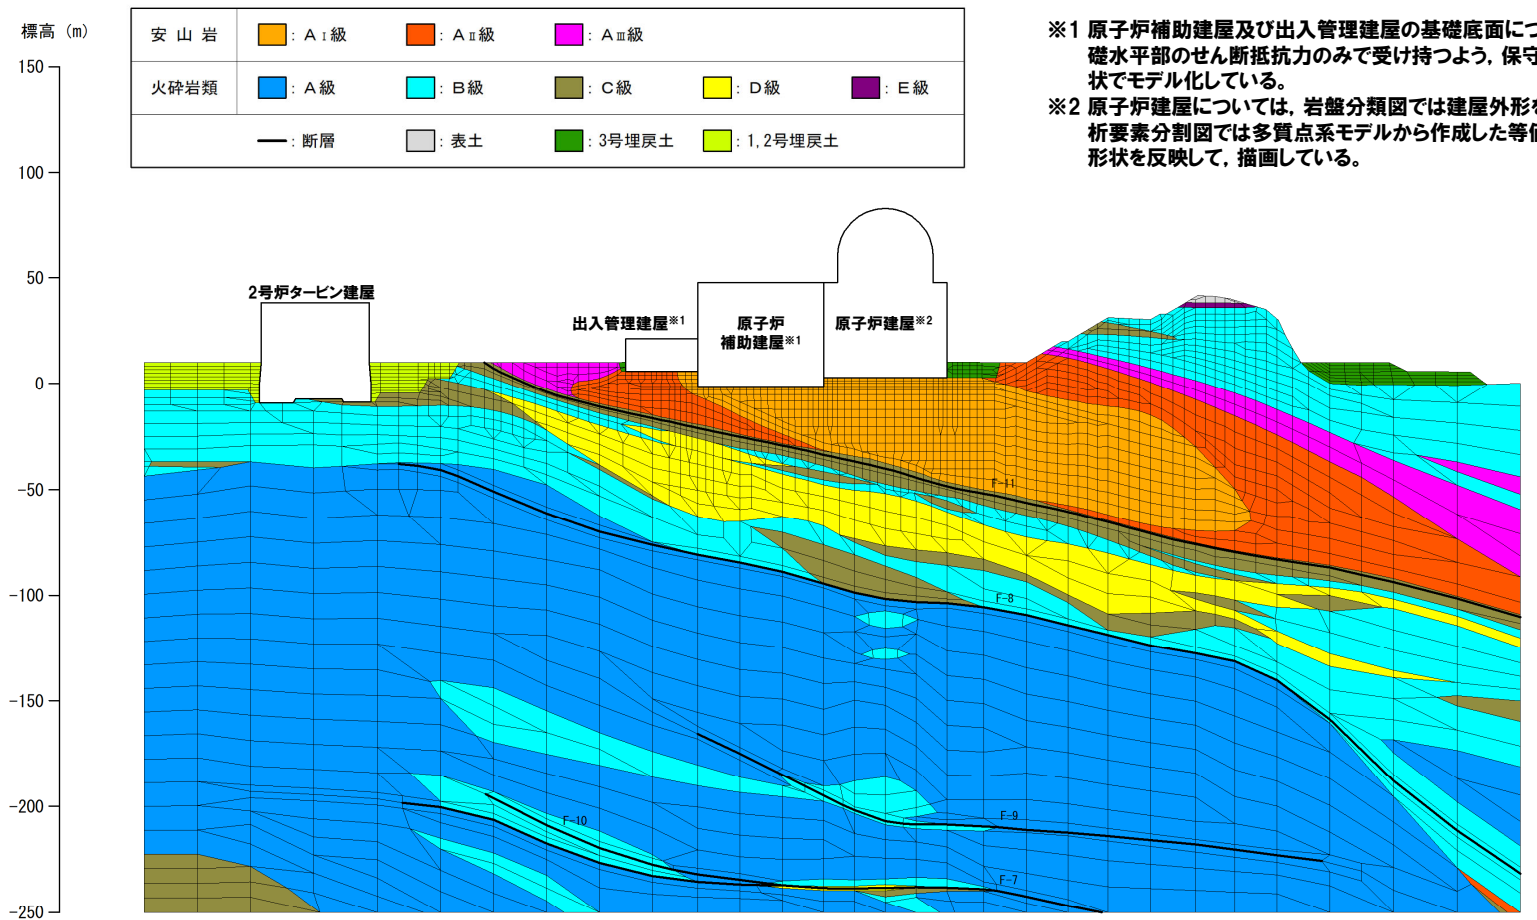 標高 (m)
150
100
50
0
-50
-100
-150
-200
-250
安山岩
: AⅠ級
: AⅡ級
: AⅢ級
火砕岩類
: A級
: B級
: C級
: D級
: E級
: 断層
: 表土
: 3号埋戻土
: 1,2号埋戻土
※1 原子炉補助建屋及び出入管理建屋の基礎底面につ
礎水平部のせん断抵抗力のみで受け持つよう，保守
状でモデル化している。
※2 原子炉建屋については，岩盤分類図では建屋外形を
析要素分割図では多質点系モデルから作成した等価
形状を反映して，描画している。
2号炉タービン建屋
出入管理建屋※1
原子炉
補助建屋※1
原子炉建屋※2
F-11
F-8
F-9
F-10
F-7